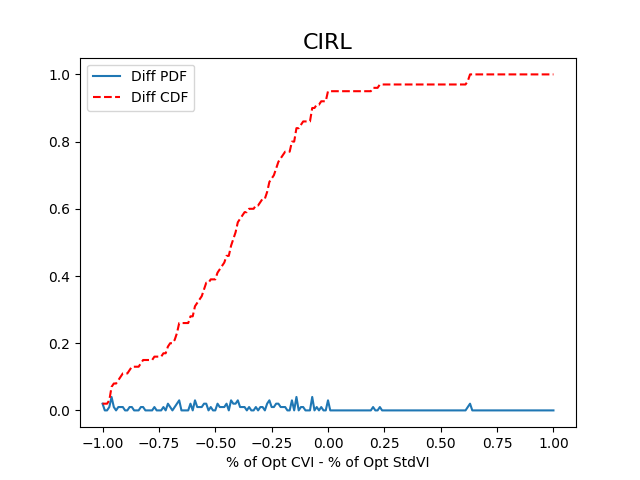 CIRL
Diff PDF
Diff CDF
1.0
0.8
0.6
0.4
0.2
0.0
−1.00 −0.75 −0.50 −0.25 0.00 0.25 0.50 0.75 1.00
% of Opt CVI - % of Opt StdVI